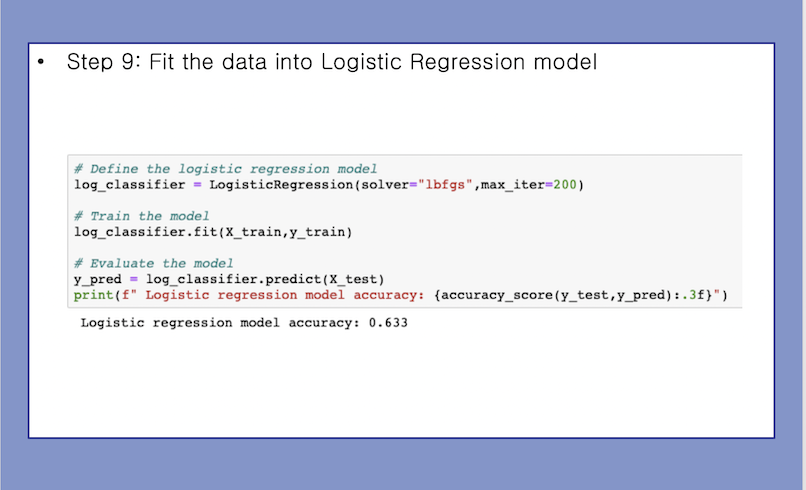 • Step 9: Fit the data into Logistic Regression model
# Define the logistic regression model
log_classifier = LogisticRegression(solver="lbfgs",max_iter=200)
# Train the model
log_classifier.fit(X_train,y_train)
# Evaluate the model
y_pred = log_classifier.predict(X_test)
print(f" Logistic regression model accuracy: {accuracy_score(y_test,y_pred):.3f}")
Logistic regression model accuracy: 0.633